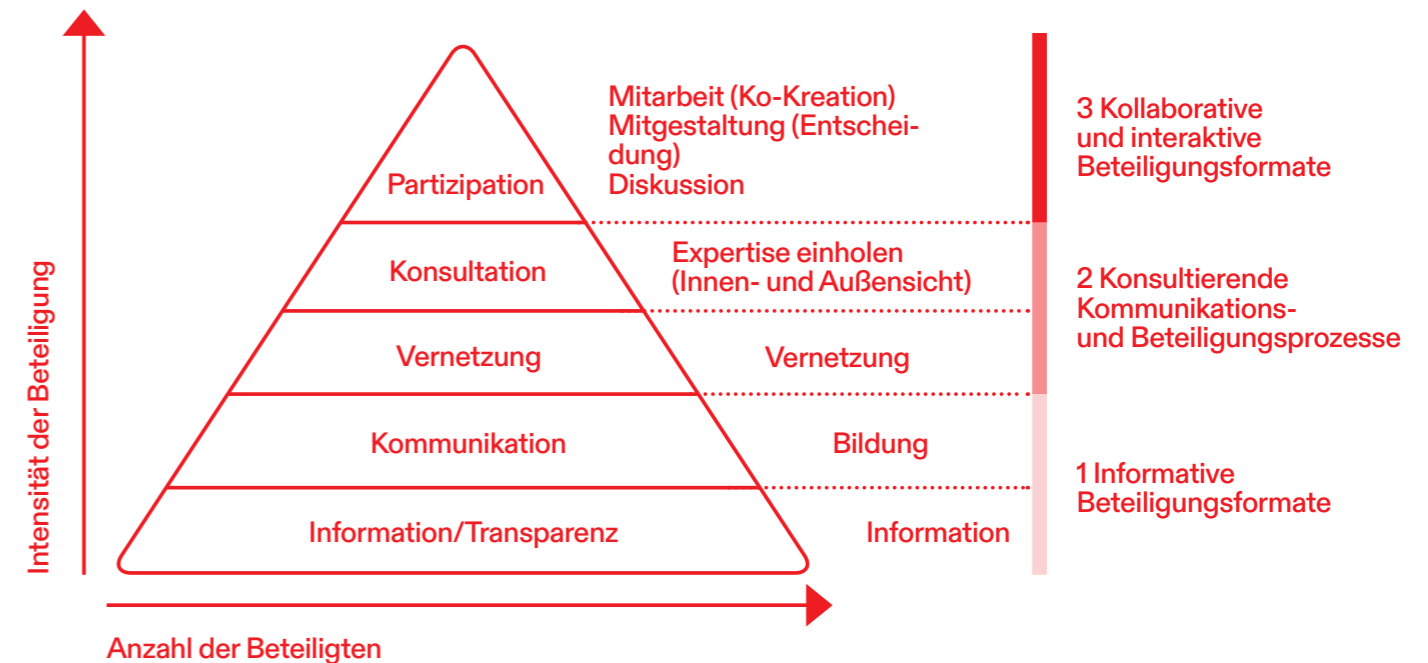 Intensität der Beteiligung
Partizipation
Mitarbeit (Ko-Kreation)
Mitgestaltung (Entschei-
dung)
Diskussion
3 Kollaborative
und interaktive
Beteiligungsformate
Konsultation
Expertise einholen
(Innen- und Außensicht)
2 Konsultierende
Kommunikations-
und Beteiligungsprozesse
Vernetzung
Vernetzung
Kommunikation
Bildung
1 Informative
Beteiligungsformate
Information/Transparenz
Information
Anzahl der Beteiligten